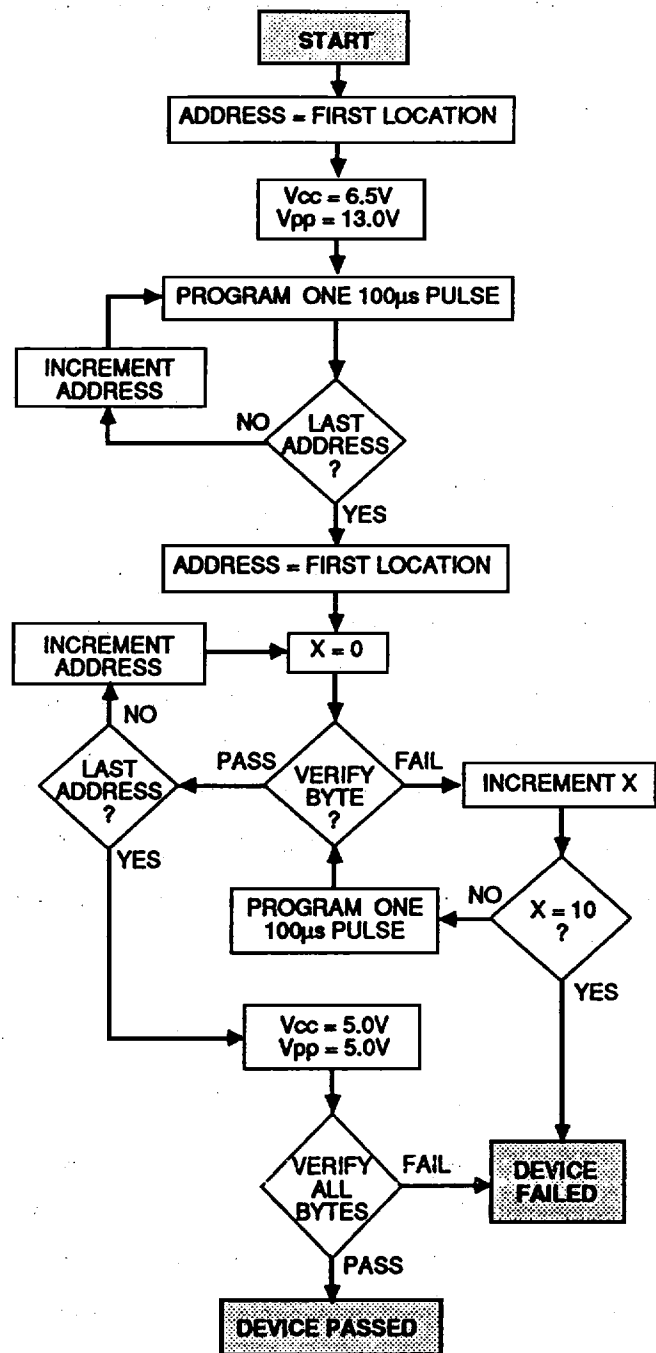 START
ADDRESS = FIRST LOCATION
Vcc = 6.5V
Vpp = 13.0V
PROGRAM ONE 100µs PULSE
INCREMENT
ADDRESS
NO
LAST
ADDRESS
?
YES
ADDRESS = FIRST LOCATION
INCREMENT
ADDRESS
X = 0
NO
LAST
ADDRESS
?
YES
PASS
VERIFY
BYTE
?
FAIL
INCREMENT X
PROGRAM ONE
100µs PULSE
NO
X = 10
?
YES
Vcc = 5.0V
Vpp = 5.0V
VERIFY
ALL
BYTES
FAIL
DEVICE
FAILED
PASS
DEVICE PASSED